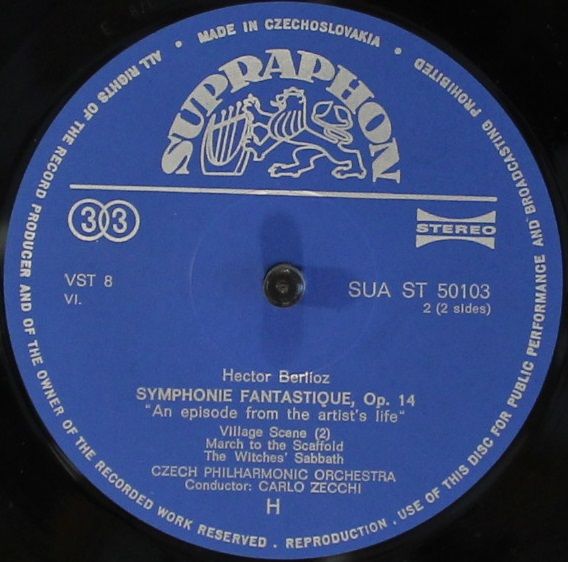 MADE IN CZECHOSLOVAKIA •
ALL RIGHTS OF THE RECORD PRODUCER AND OF THE OWNER OF THE RECORDED WORK RESERVED . REPRODUCTION . USE OF THIS DISC FOR PUBLIC PERFORMANCE AND BROADCASTING PROHIBITED •
SUPRAPHON
33
STEREO
VST 8
SUA ST 50103
VI.
2 (2 sides)
Hector Berlioz
SYMPHONIE FANTASTIQUE, Op. 14
"An episode from the artist's life"
Village Scene (2)
March to the Scaffold
The Witches' Sabbath
CZECH PHILHARMONIC ORCHESTRA
Conductor: CARLO ZECCHI
H